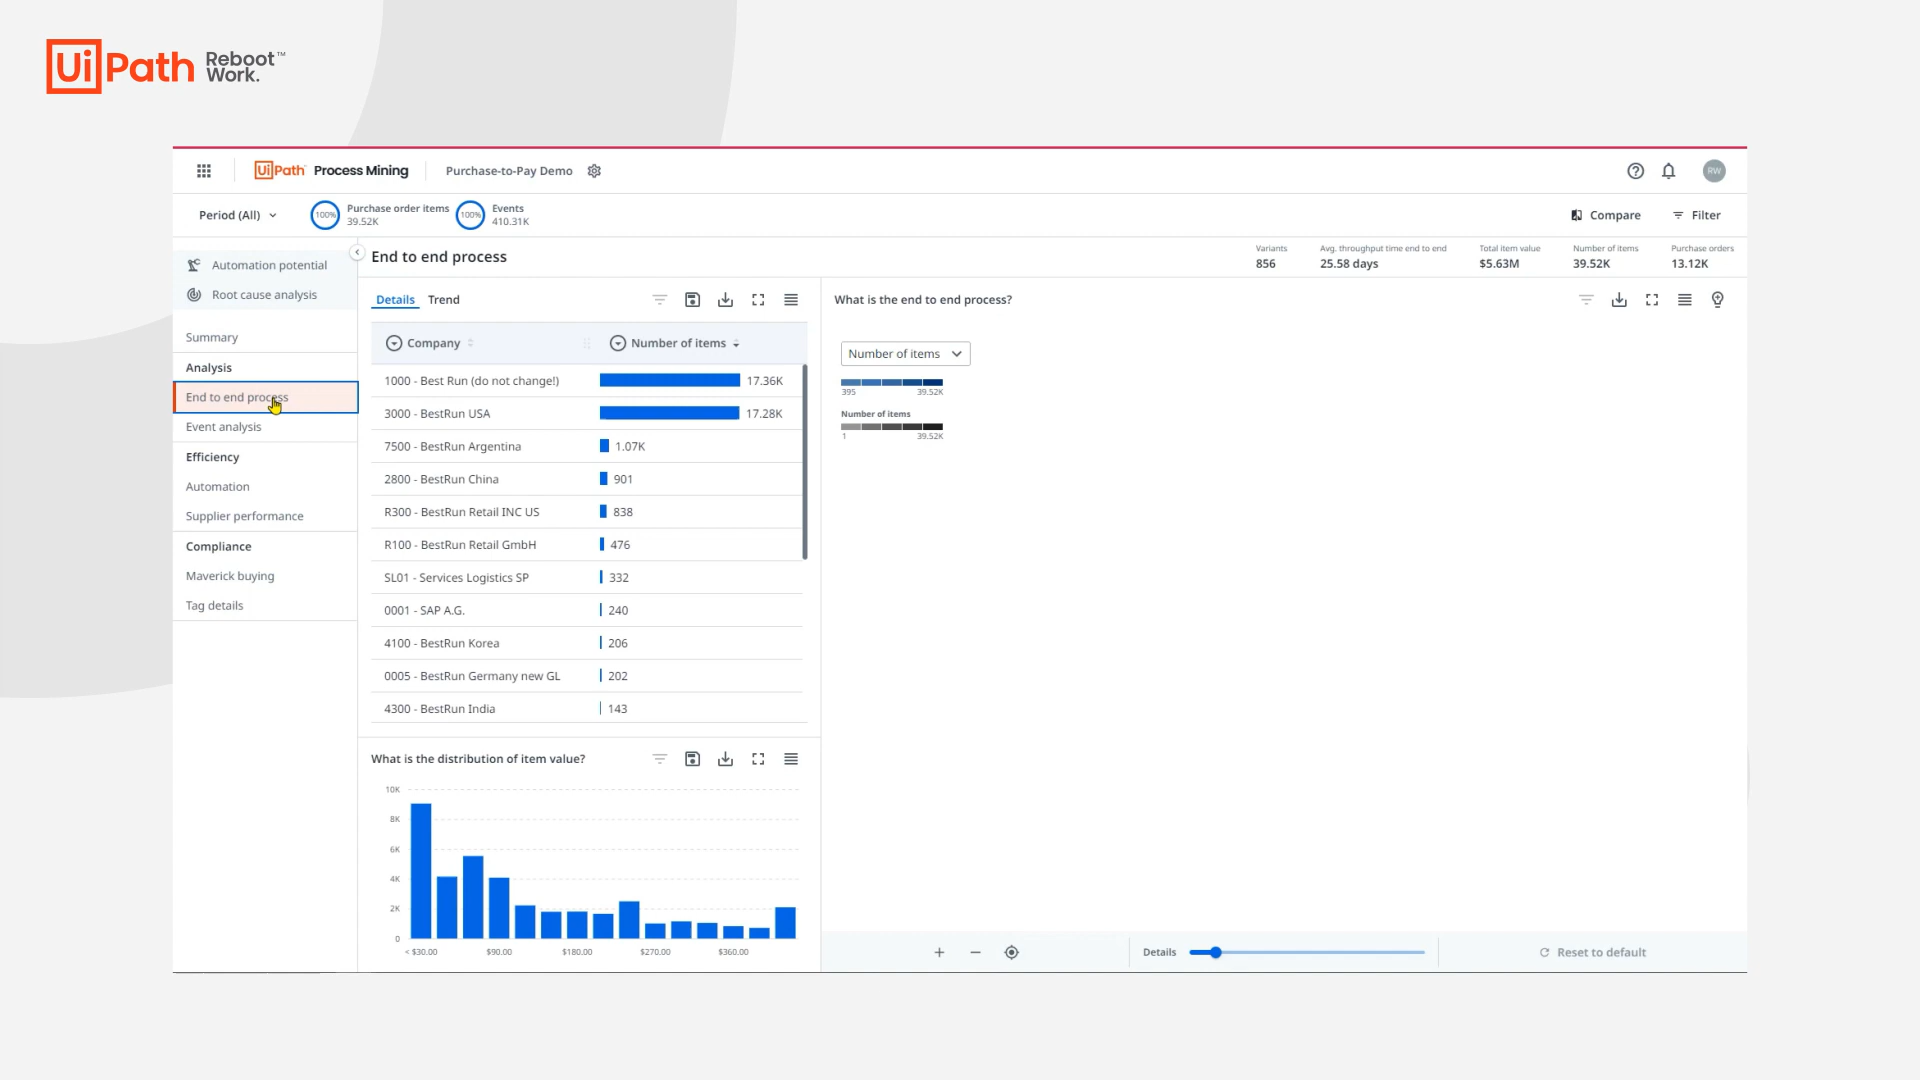 UiPath Reboot Work.™
UiPath Process Mining
Purchase-to-Pay Demo
RW
Period (All)
100%
Purchase order items
39.52K
100%
Events
410.31K
Compare
Filter
Automation potential
Root cause analysis
Summary
Analysis
End to end process
Event analysis
Efficiency
Automation
Supplier performance
Compliance
Maverick buying
Tag details
End to end process
Variants
856
Avg. throughput time end to end
25.58 days
Total item value
$5.63M
Number of items
39.52K
Purchase orders
13.12K
Details Trend
Company Number of items
1000 - Best Run (do not change!) 17.36K
3000 - BestRun USA 17.28K
7500 - BestRun Argentina 1.07K
2800 - BestRun China 901
R300 - BestRun Retail INC US 838
R100 - BestRun Retail GmbH 476
SL01 - Services Logistics SP 332
0001 - SAP A.G. 240
4100 - BestRun Korea 206
0005 - BestRun Germany new GL 202
4300 - BestRun India 143
What is the distribution of item value?
10K
8K
6K
4K
2K
0
< $30.00 $90.00 $180.00 $270.00 $360.00
What is the end to end process?
Number of items
395 39.52K
Number of items
1 39.52K
Details
Reset to default